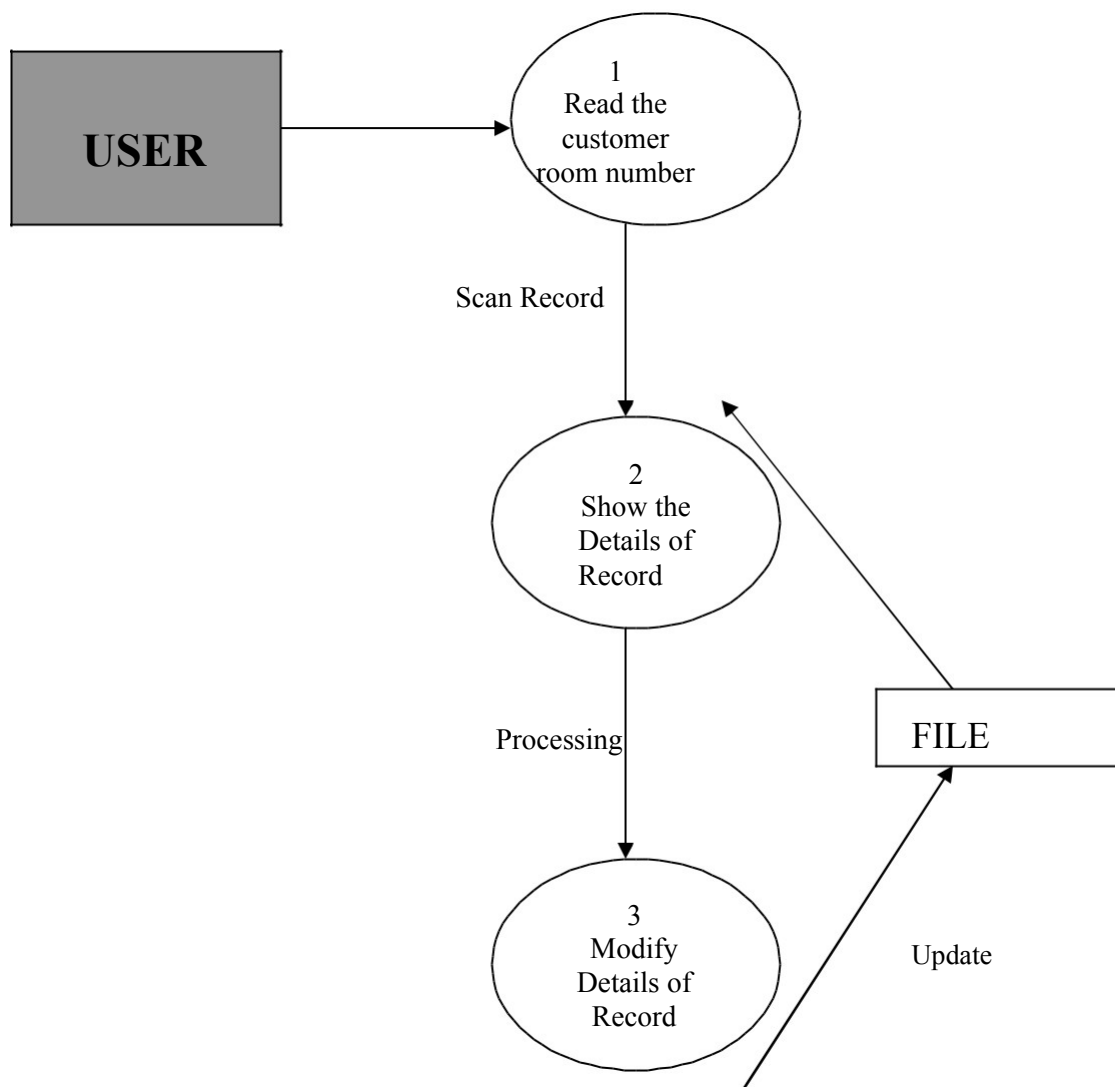 USER
1
Read the
customer
room number
Scan Record
2
Show the
Details of
Record
Processing
FILE
3
Modify
Details of
Record
Update